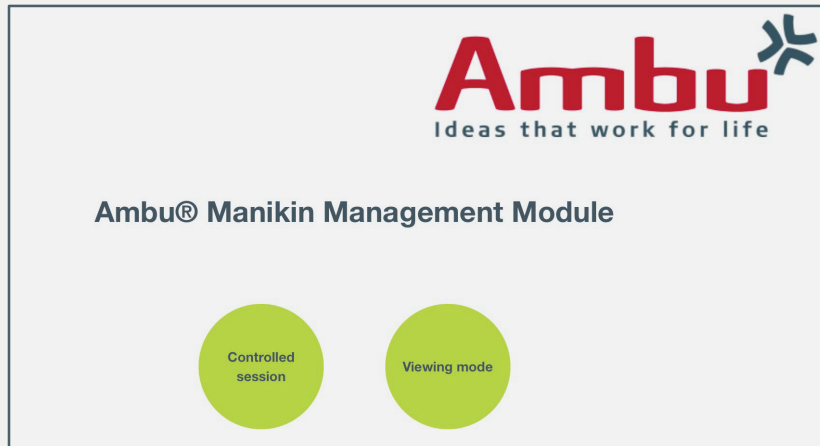 Ambu
Ideas that work for life
Ambu® Manikin Management Module
Controlled
session
Viewing mode